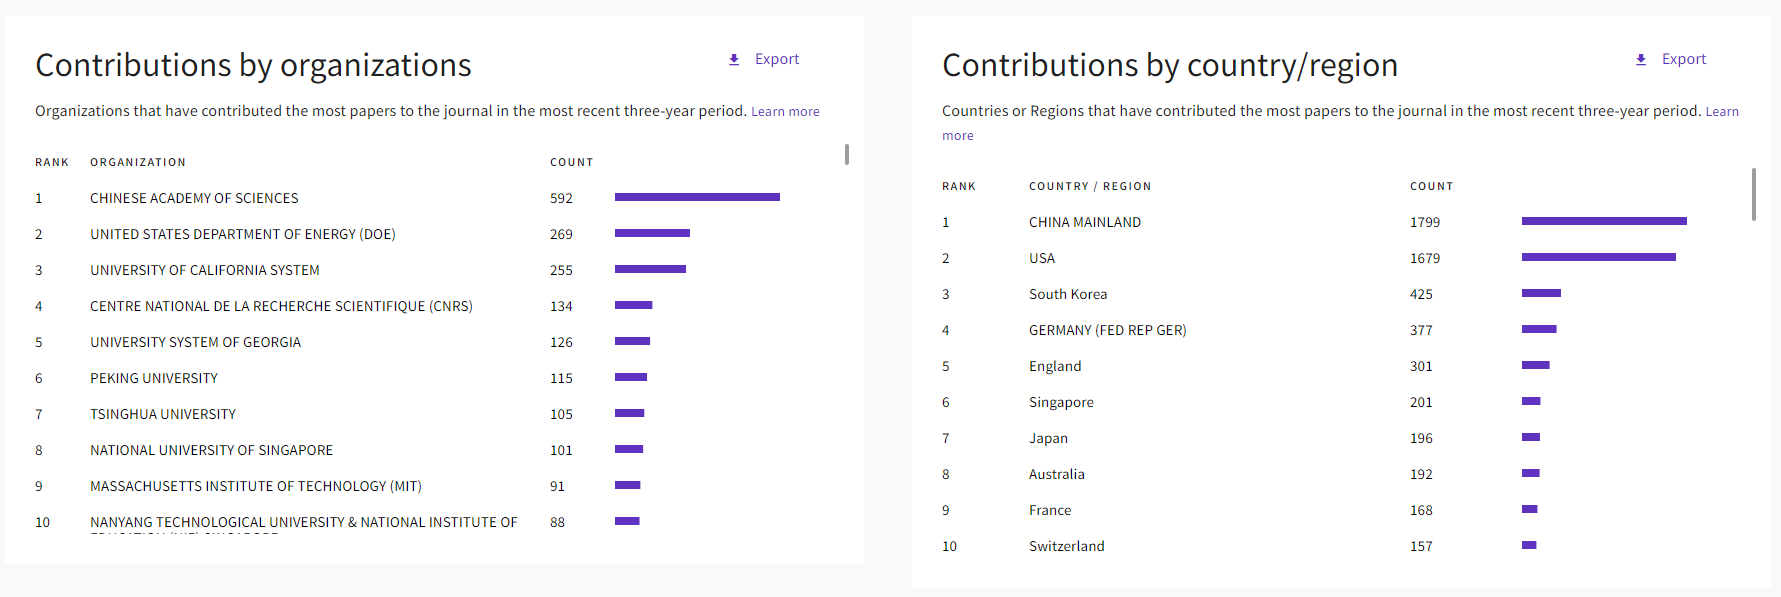 Contributions by organizations
Export
Organizations that have contributed the most papers to the journal in the most recent three-year period. Learn more
RANK ORGANIZATION COUNT
1 CHINESE ACADEMY OF SCIENCES 592
2 UNITED STATES DEPARTMENT OF ENERGY (DOE) 269
3 UNIVERSITY OF CALIFORNIA SYSTEM 255
4 CENTRE NATIONAL DE LA RECHERCHE SCIENTIFIQUE (CNRS) 134
5 UNIVERSITY SYSTEM OF GEORGIA 126
6 PEKING UNIVERSITY 115
7 TSINGHUA UNIVERSITY 105
8 NATIONAL UNIVERSITY OF SINGAPORE 101
9 MASSACHUSETTS INSTITUTE OF TECHNOLOGY (MIT) 91
10 NANYANG TECHNOLOGICAL UNIVERSITY & NATIONAL INSTITUTE OF 88
Contributions by country/region
Export
Countries or Regions that have contributed the most papers to the journal in the most recent three-year period. Learn
more
RANK COUNTRY / REGION COUNT
1 CHINA MAINLAND 1799
2 USA 1679
3 South Korea 425
4 GERMANY (FED REP GER) 377
5 England 301
6 Singapore 201
7 Japan 196
8 Australia 192
9 France 168
10 Switzerland 157